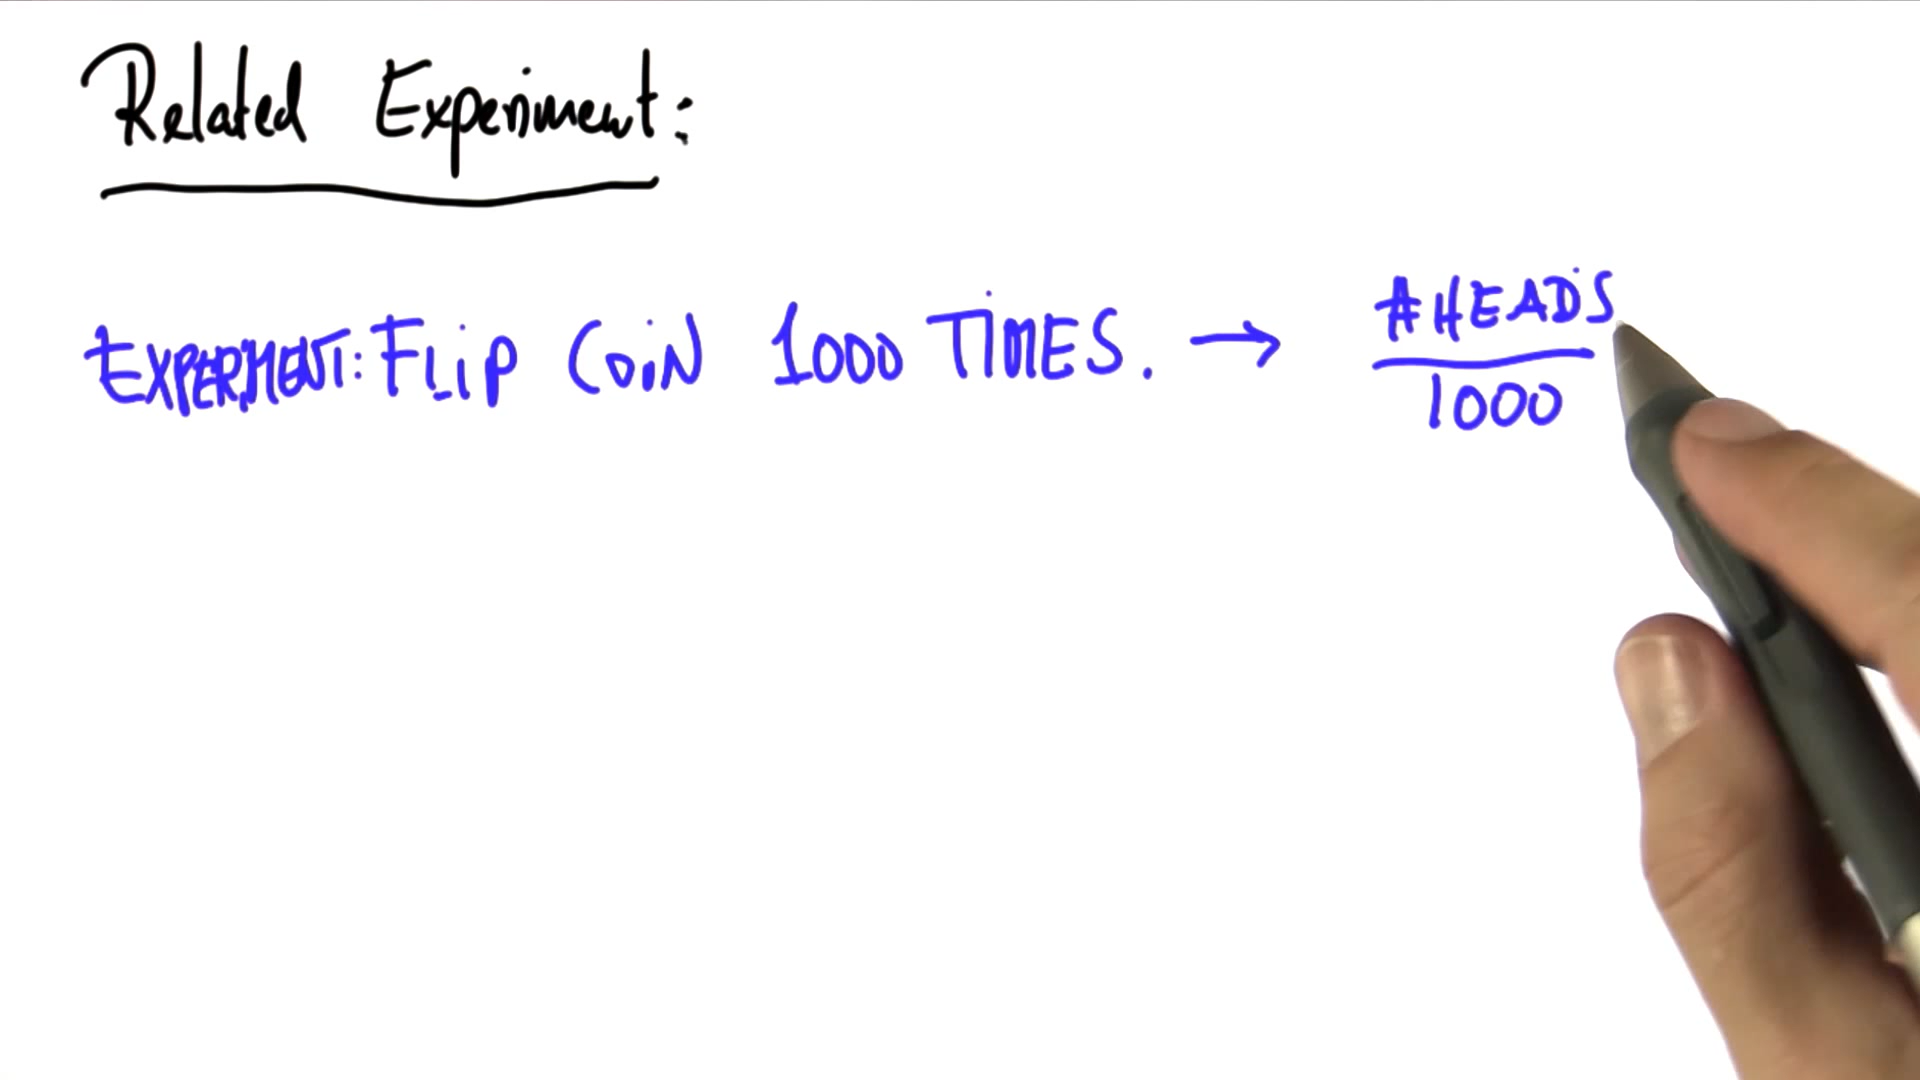 Related Experiment:
EXPERIMENT: FLIP COIN 1000 TIMES. → # HEADS
1000